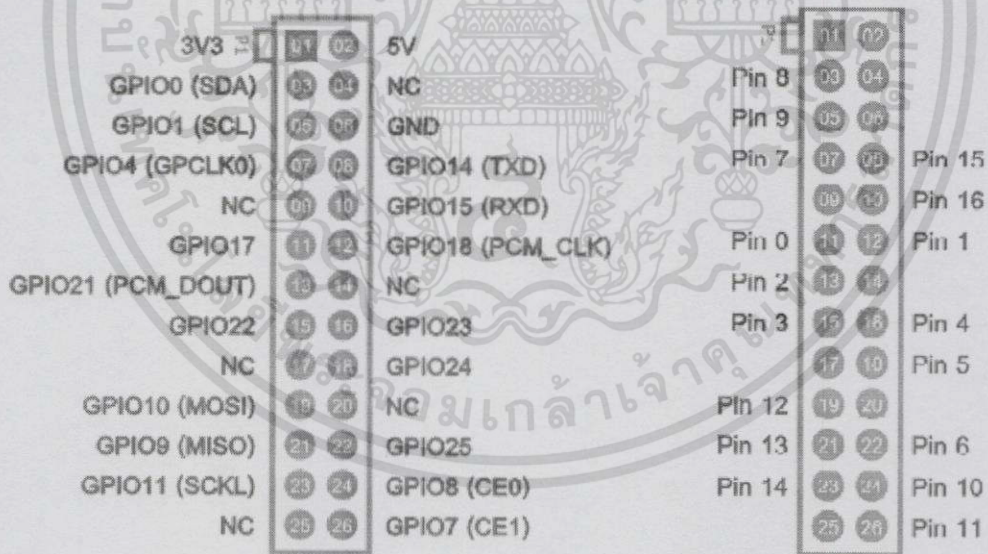 3V3 P1 01 02 5V
GPIO0 (SDA) 03 04 NC
GPIO1 (SCL) 05 06 GND
GPIO4 (GPCLK0) 07 08 GPIO14 (TXD)
NC 09 10 GPIO15 (RXD)
GPIO17 11 12 GPIO18 (PCM_CLK)
GPIO21 (PCM_DOUT) 13 14 NC
GPIO22 15 16 GPIO23
NC 17 18 GPIO24
GPIO10 (MOSI) 19 20 NC
GPIO9 (MISO) 21 22 GPIO25
GPIO11 (SCKL) 23 24 GPIO8 (CE0)
NC 25 26 GPIO7 (CE1)
P1 01 02
Pin 8 03 04
Pin 9 05 06
Pin 7 07 08 Pin 15
09 10 Pin 16
Pin 0 11 12 Pin 1
Pin 2 13 14
Pin 3 15 16 Pin 4
17 18 Pin 5
Pin 12 19 20
Pin 13 21 22 Pin 6
Pin 14 23 24 Pin 10
25 26 Pin 11